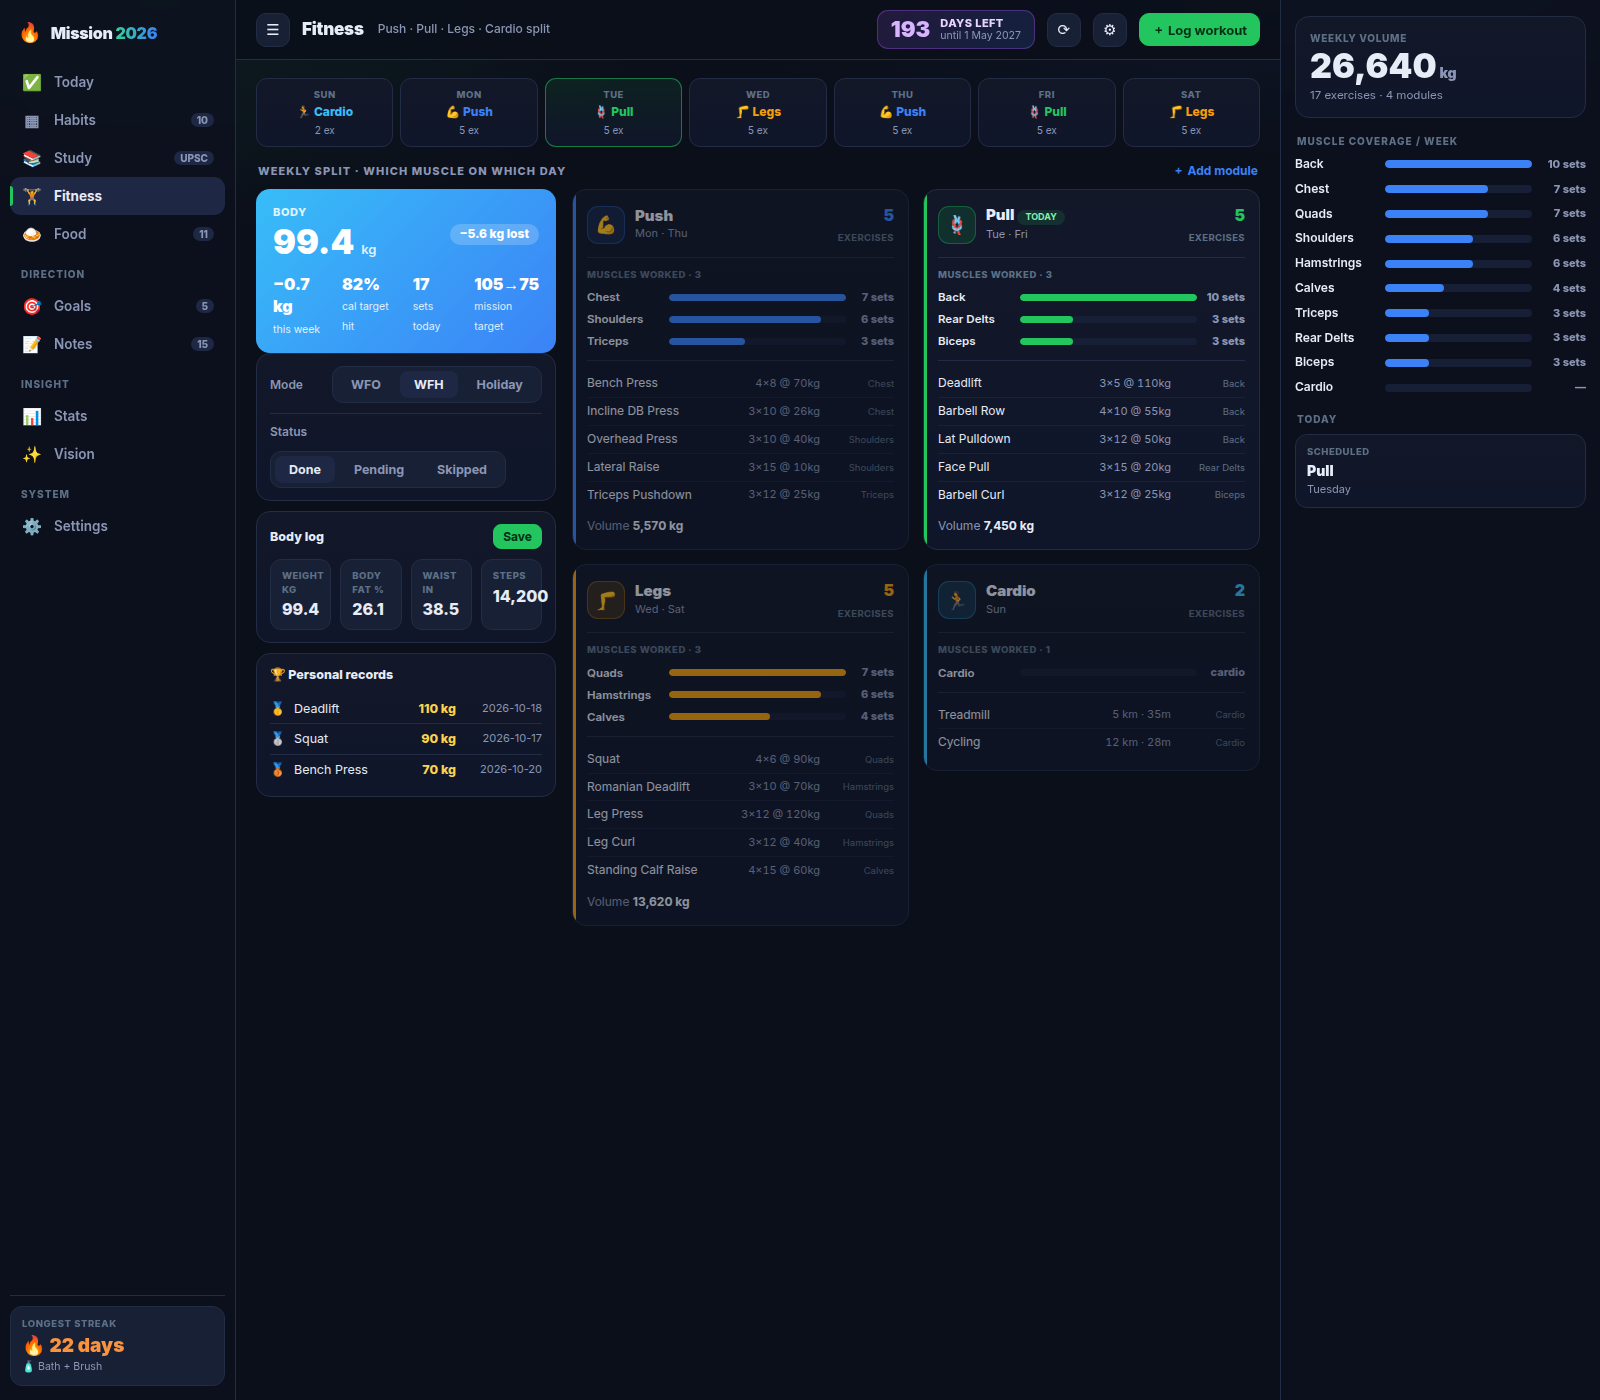 Mission 2026
Today
Habits 10
Study UPSC
Fitness
Food 11
DIRECTION
Goals 5
Notes 15
INSIGHT
Stats
Vision
SYSTEM
Settings
LONGEST STREAK
22 days
Bath + Brush
Fitness Push · Pull · Legs · Cardio split
193 DAYS LEFT
until 1 May 2027
+ Log workout
SUN
Cardio
2 ex
MON
Push
5 ex
TUE
Pull
5 ex
WED
Legs
5 ex
THU
Push
5 ex
FRI
Pull
5 ex
SAT
Legs
5 ex
WEEKLY SPLIT · WHICH MUSCLE ON WHICH DAY
+ Add module
BODY
99.4 kg
−5.6 kg lost
−0.7 kg
this week
82%
cal target hit
17
sets today
105→75
mission target
Mode WFO WFH Holiday
Status
Done Pending Skipped
Body log Save
WEIGHT KG
99.4
BODY FAT %
26.1
WAIST IN
38.5
STEPS
14,200
Personal records
Deadlift 110 kg 2026-10-18
Squat 90 kg 2026-10-17
Bench Press 70 kg 2026-10-20
Push 5
Mon · Thu EXERCISES
MUSCLES WORKED · 3
Chest 7 sets
Shoulders 6 sets
Triceps 3 sets
Bench Press 4×8 @ 70kg Chest
Incline DB Press 3×10 @ 26kg Chest
Overhead Press 3×10 @ 40kg Shoulders
Lateral Raise 3×15 @ 10kg Shoulders
Triceps Pushdown 3×12 @ 25kg Triceps
Volume 5,570 kg
Pull TODAY 5
Tue · Fri EXERCISES
MUSCLES WORKED · 3
Back 10 sets
Rear Delts 3 sets
Biceps 3 sets
Deadlift 3×5 @ 110kg Back
Barbell Row 4×10 @ 55kg Back
Lat Pulldown 3×12 @ 50kg Back
Face Pull 3×15 @ 20kg Rear Delts
Barbell Curl 3×12 @ 25kg Biceps
Volume 7,450 kg
Legs 5
Wed · Sat EXERCISES
MUSCLES WORKED · 3
Quads 7 sets
Hamstrings 6 sets
Calves 4 sets
Squat 4×6 @ 90kg Quads
Romanian Deadlift 3×10 @ 70kg Hamstrings
Leg Press 3×12 @ 120kg Quads
Leg Curl 3×12 @ 40kg Hamstrings
Standing Calf Raise 4×15 @ 60kg Calves
Volume 13,620 kg
Cardio 2
Sun EXERCISES
MUSCLES WORKED · 1
Cardio cardio
Treadmill 5 km · 35m Cardio
Cycling 12 km · 28m Cardio
WEEKLY VOLUME
26,640 kg
17 exercises · 4 modules
MUSCLE COVERAGE / WEEK
Back 10 sets
Chest 7 sets
Quads 7 sets
Shoulders 6 sets
Hamstrings 6 sets
Calves 4 sets
Triceps 3 sets
Rear Delts 3 sets
Biceps 3 sets
Cardio —
TODAY
SCHEDULED
Pull
Tuesday